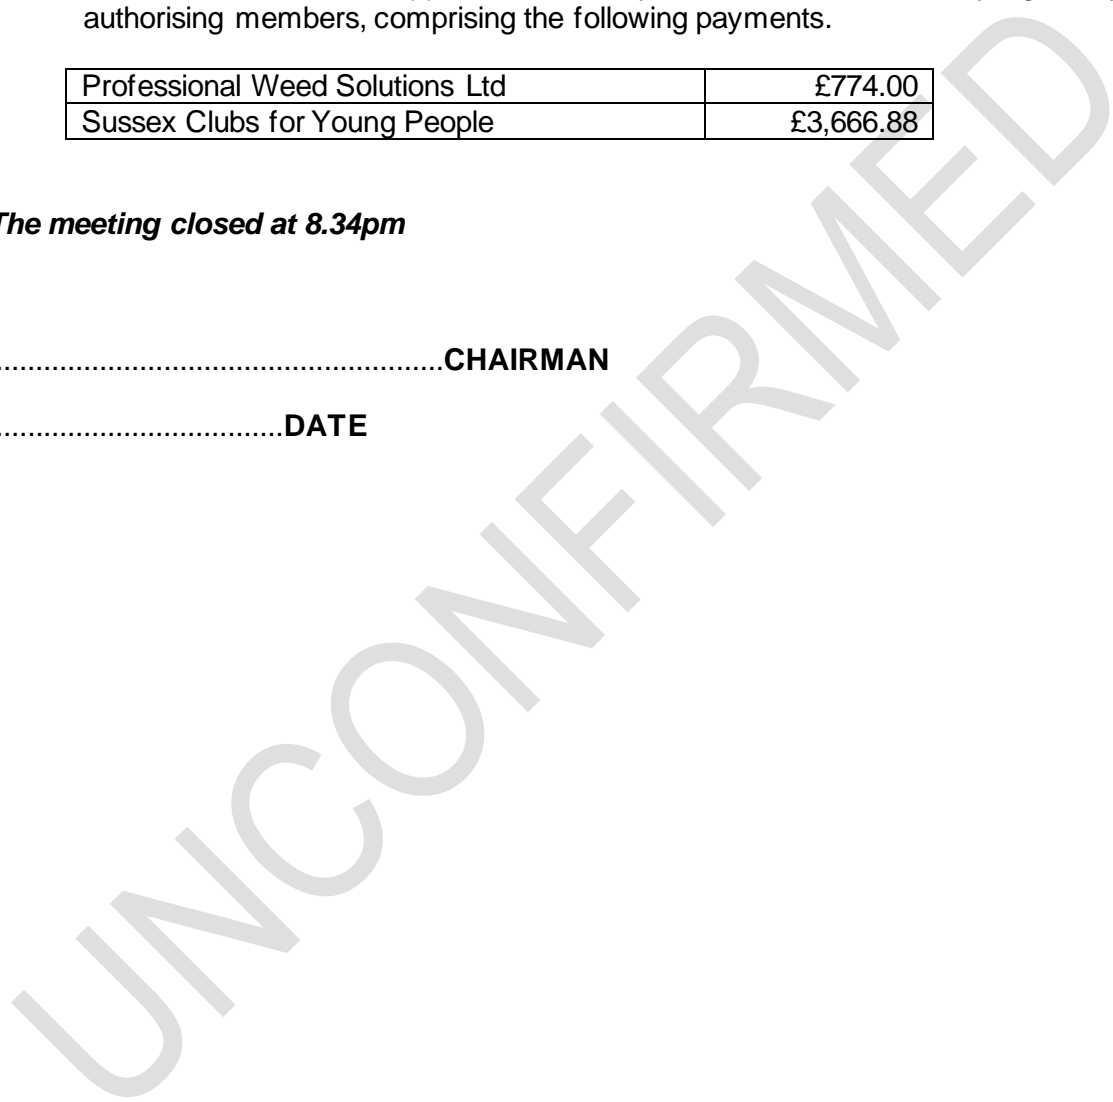 authorising members, comprising the following payments.
Professional Weed Solutions Ltd £774.00
Sussex Clubs for Young People £3,666.88
The meeting closed at 8.34pm
........................................................CHAIRMAN
....................................DATE
UNCONFIRMED